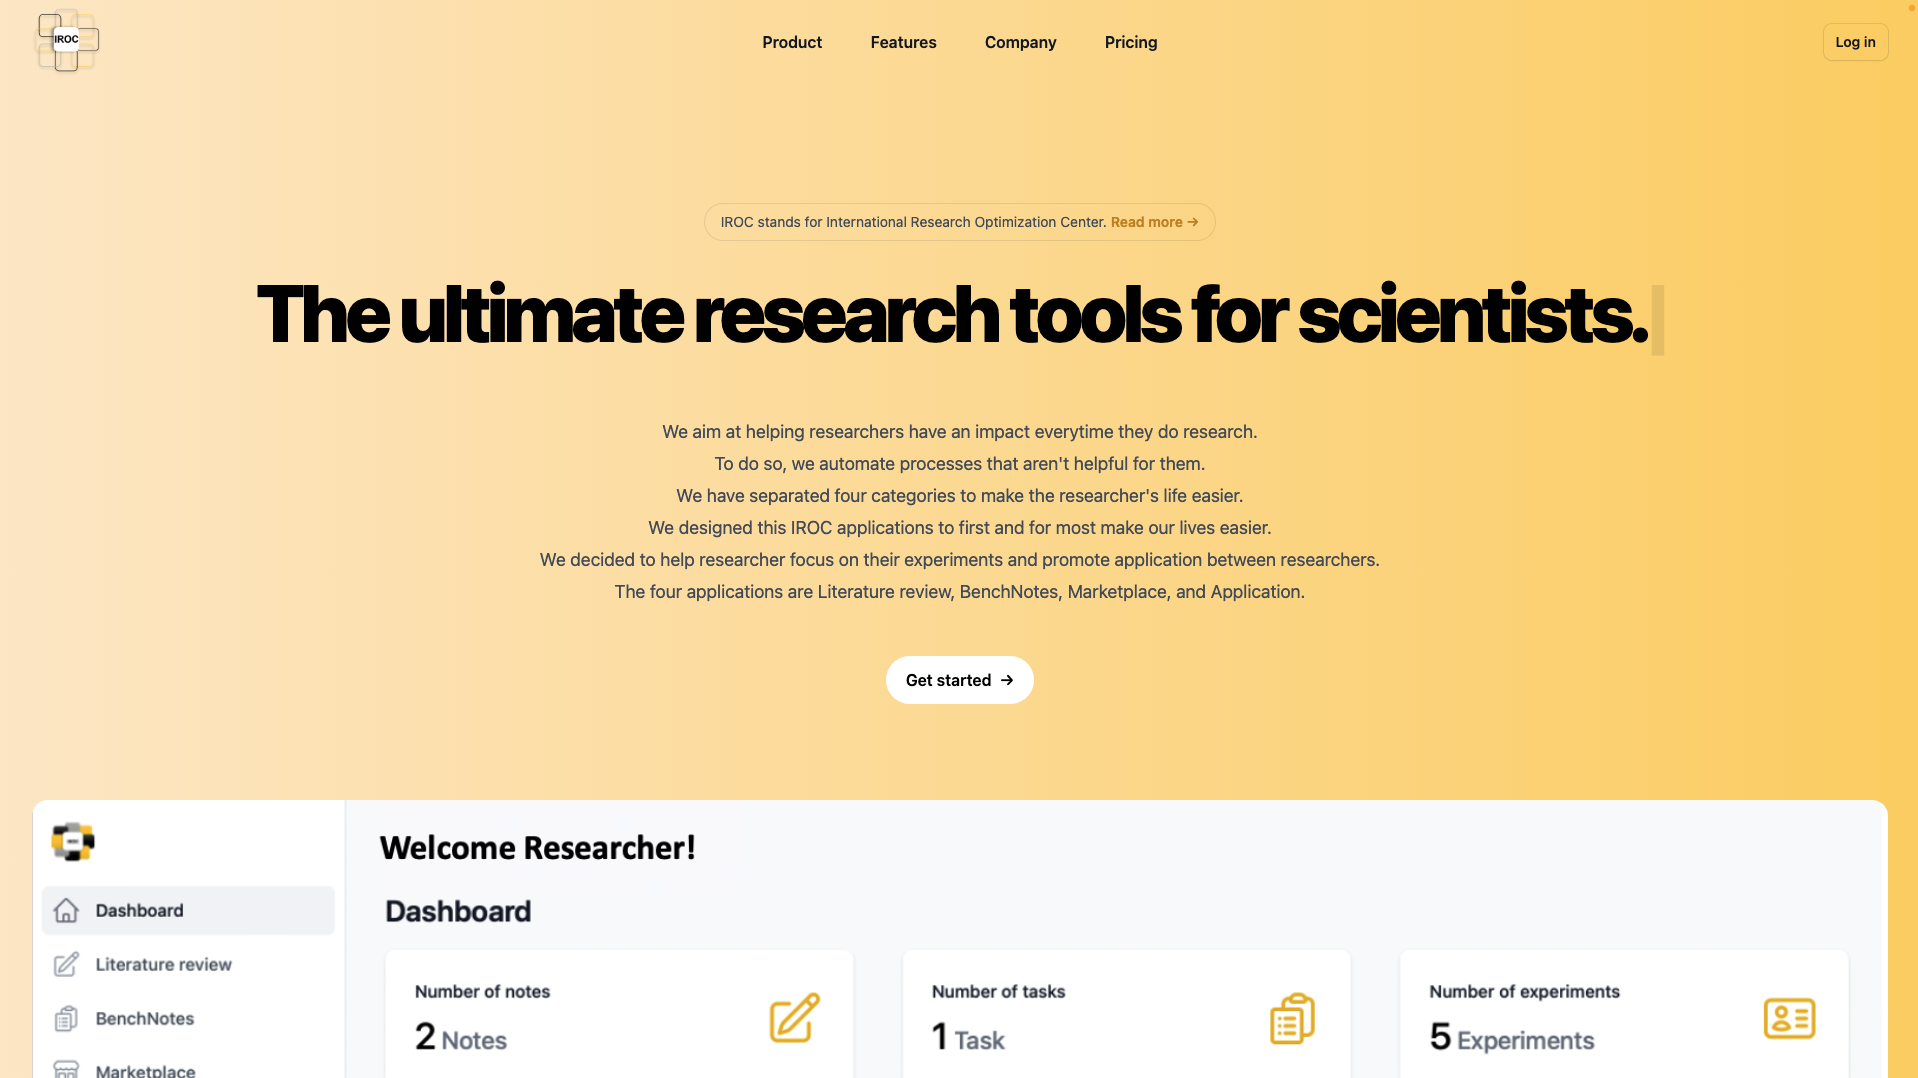 IROC
Product
Features
Company
Pricing
Log in
IROC stands for International Research Optimization Center. Read more →
The ultimate research tools for scientists.
We aim at helping researchers have an impact everytime they do research.
To do so, we automate processes that aren't helpful for them.
We have separated four categories to make the researcher's life easier.
We designed this IROC applications to first and for most make our lives easier.
We decided to help researcher focus on their experiments and promote application between researchers.
The four applications are Literature review, BenchNotes, Marketplace, and Application.
Get started →
Welcome Researcher!
Dashboard
Dashboard
Literature review
BenchNotes
Marketplace
Number of notes
2 Notes
Number of tasks
1 Task
Number of experiments
5 Experiments